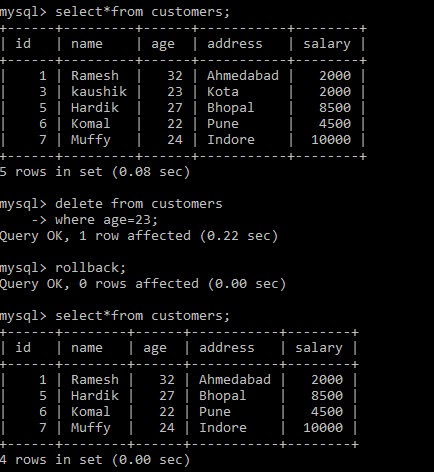 mysql> select*from customers;
+------+---------+------+-----------+--------+
| id   | name    | age  | address   | salary |
+------+---------+------+-----------+--------+
|    1 | Ramesh  |   32 | Ahmedabad |   2000 |
|    3 | kaushik |   23 | Kota      |   2000 |
|    5 | Hardik  |   27 | Bhopal    |   8500 |
|    6 | Komal   |   22 | Pune      |   4500 |
|    7 | Muffy   |   24 | Indore    |  10000 |
+------+---------+------+-----------+--------+
5 rows in set (0.08 sec)
mysql> delete from customers
    -> where age=23;
Query OK, 1 row affected (0.22 sec)
mysql> rollback;
Query OK, 0 rows affected (0.00 sec)
mysql> select*from customers;
+------+--------+------+-----------+--------+
| id   | name   | age  | address   | salary |
+------+--------+------+-----------+--------+
|    1 | Ramesh |   32 | Ahmedabad |   2000 |
|    5 | Hardik |   27 | Bhopal    |   8500 |
|    6 | Komal  |   22 | Pune      |   4500 |
|    7 | Muffy  |   24 | Indore    |  10000 |
+------+--------+------+-----------+--------+
4 rows in set (0.00 sec)